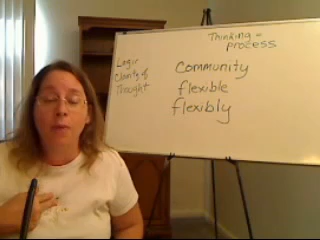 Thinking =
process
Logic
Clarity of
Thought
Community
flexible
flexibly